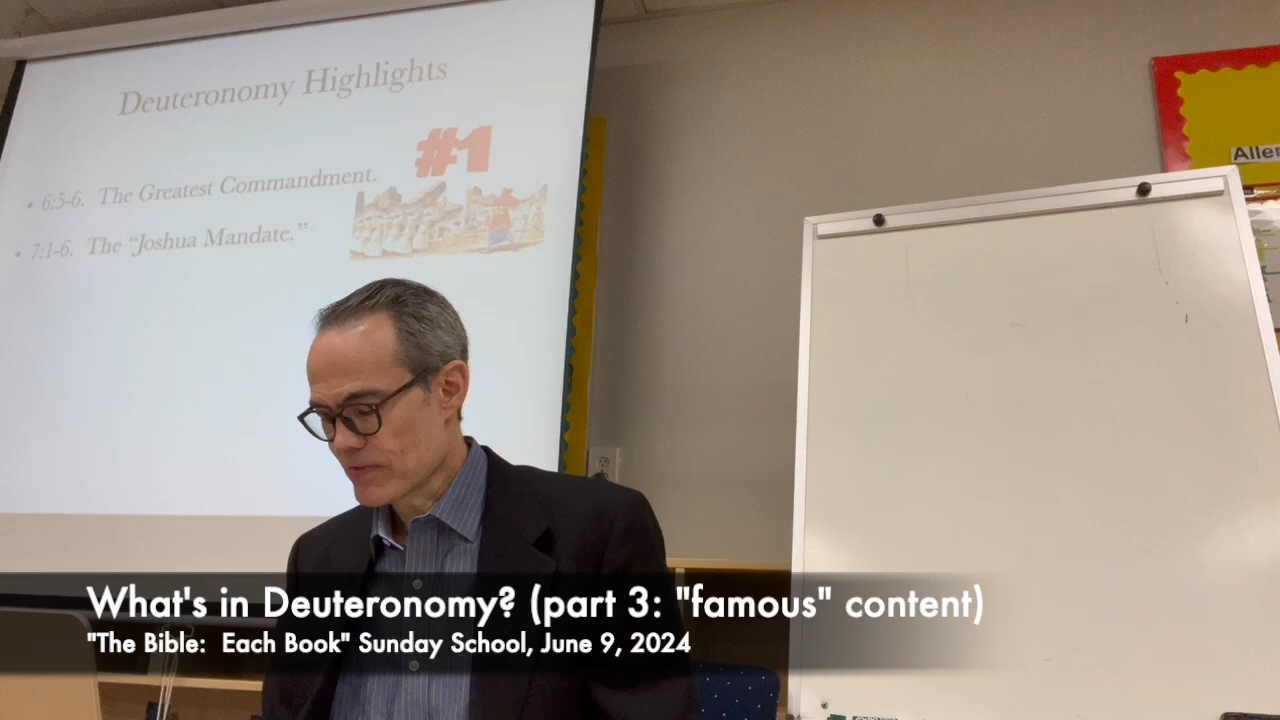 Deuteronomy Highlights
#1
• 6:5-6. The Greatest Commandment.
• 7:1-6. The “Joshua Mandate.”
Aller
What's in Deuteronomy? (part 3: "famous" content)
"The Bible: Each Book" Sunday School, June 9, 2024